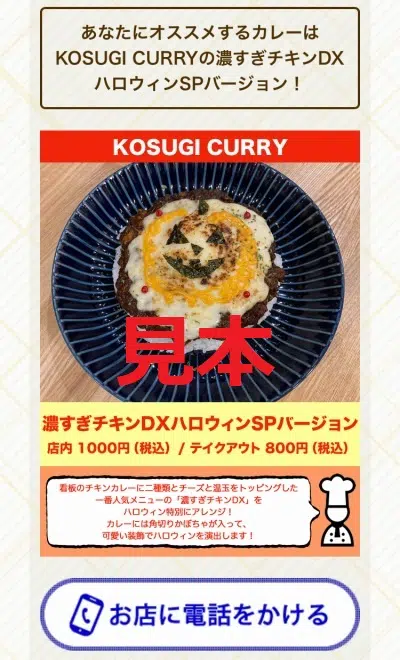 あなたにオススメするカレーは
KOSUGI CURRYの濃すぎチキンDX
ハロウィンSPバージョン！
KOSUGI CURRY
見本
濃すぎチキンDXハロウィンSPバージョン
店内 1000円（税込）/ テイクアウト 800円（税込）
看板のチキンカレーに二種類とチーズと温玉をトッピングした
一番人気メニューの「濃すぎチキンDX」を
ハロウィン特別にアレンジ！
カレーには角切りかぼちゃが入って、
可愛い装飾でハロウィンを演出します！
お店に電話をかける